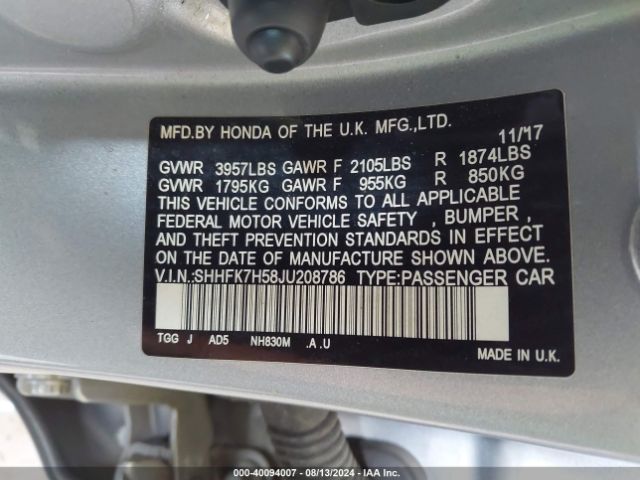 MFD.BY HONDA OF THE U.K. MFG.,LTD. 11/17
GVWR 3957LBS GAWR F 2105LBS R 1874LBS
GVWR 1795KG GAWR F 955KG R 850KG
THIS VEHICLE CONFORMS TO ALL APPLICABLE
FEDERAL MOTOR VEHICLE SAFETY , BUMPER ,
AND THEFT PREVENTION STANDARDS IN EFFECT
ON THE DATE OF MANUFACTURE SHOWN ABOVE.
V.I.N.:SHHFK7H58JU208786 TYPE:PASSENGER CAR
TGG J AD5 NH830M .A .U
MADE IN U.K.
000-40094007 - 08/13/2024 - IAA Inc.